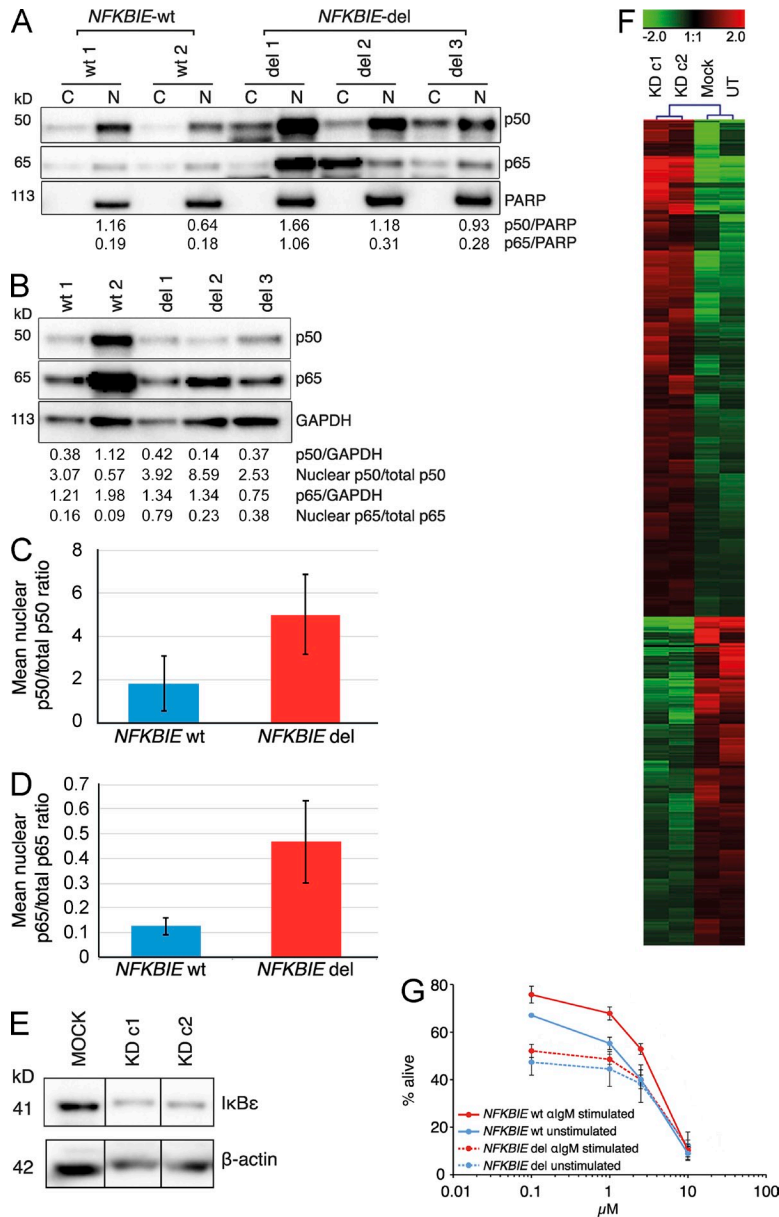 A
NFKBIE-wt NFKBIE-del
wt 1 wt 2 del 1 del 2 del 3
C N C N C N C N C N
kD
50 p50
65 p65
113 PARP
1.16 0.64 1.66 1.18 0.93 p50/PARP
0.19 0.18 1.06 0.31 0.28 p65/PARP
B
wt 1 wt 2 del 1 del 2 del 3
kD
50 p50
65 p65
113 GAPDH
0.38 1.12 0.42 0.14 0.37 p50/GAPDH
3.07 0.57 3.92 8.59 2.53 Nuclear p50/total p50
1.21 1.98 1.34 1.34 0.75 p65/GAPDH
0.16 0.09 0.79 0.23 0.38 Nuclear p65/total p65
C
Mean nuclear
p50/total p50 ratio
8
6
4
2
0
NFKBIE wt NFKBIE del
D
Mean nuclear
p65/total p65 ratio
0.7
0.6
0.5
0.4
0.3
0.2
0.1
0
NFKBIE wt NFKBIE del
E
MOCK KD c1 KD c2
kD
41 IκBε
42 β-actin
F
-2.0 1:1 2.0
KD c1 KD c2 Mock UT
G
% alive
80
60
40
20
0
NFKBIE wt αIgM stimulated
NFKBIE wt unstimulated
NFKBIE del αIgM stimulated
NFKBIE del unstimulated
0.01 0.1 1 10 100
µM